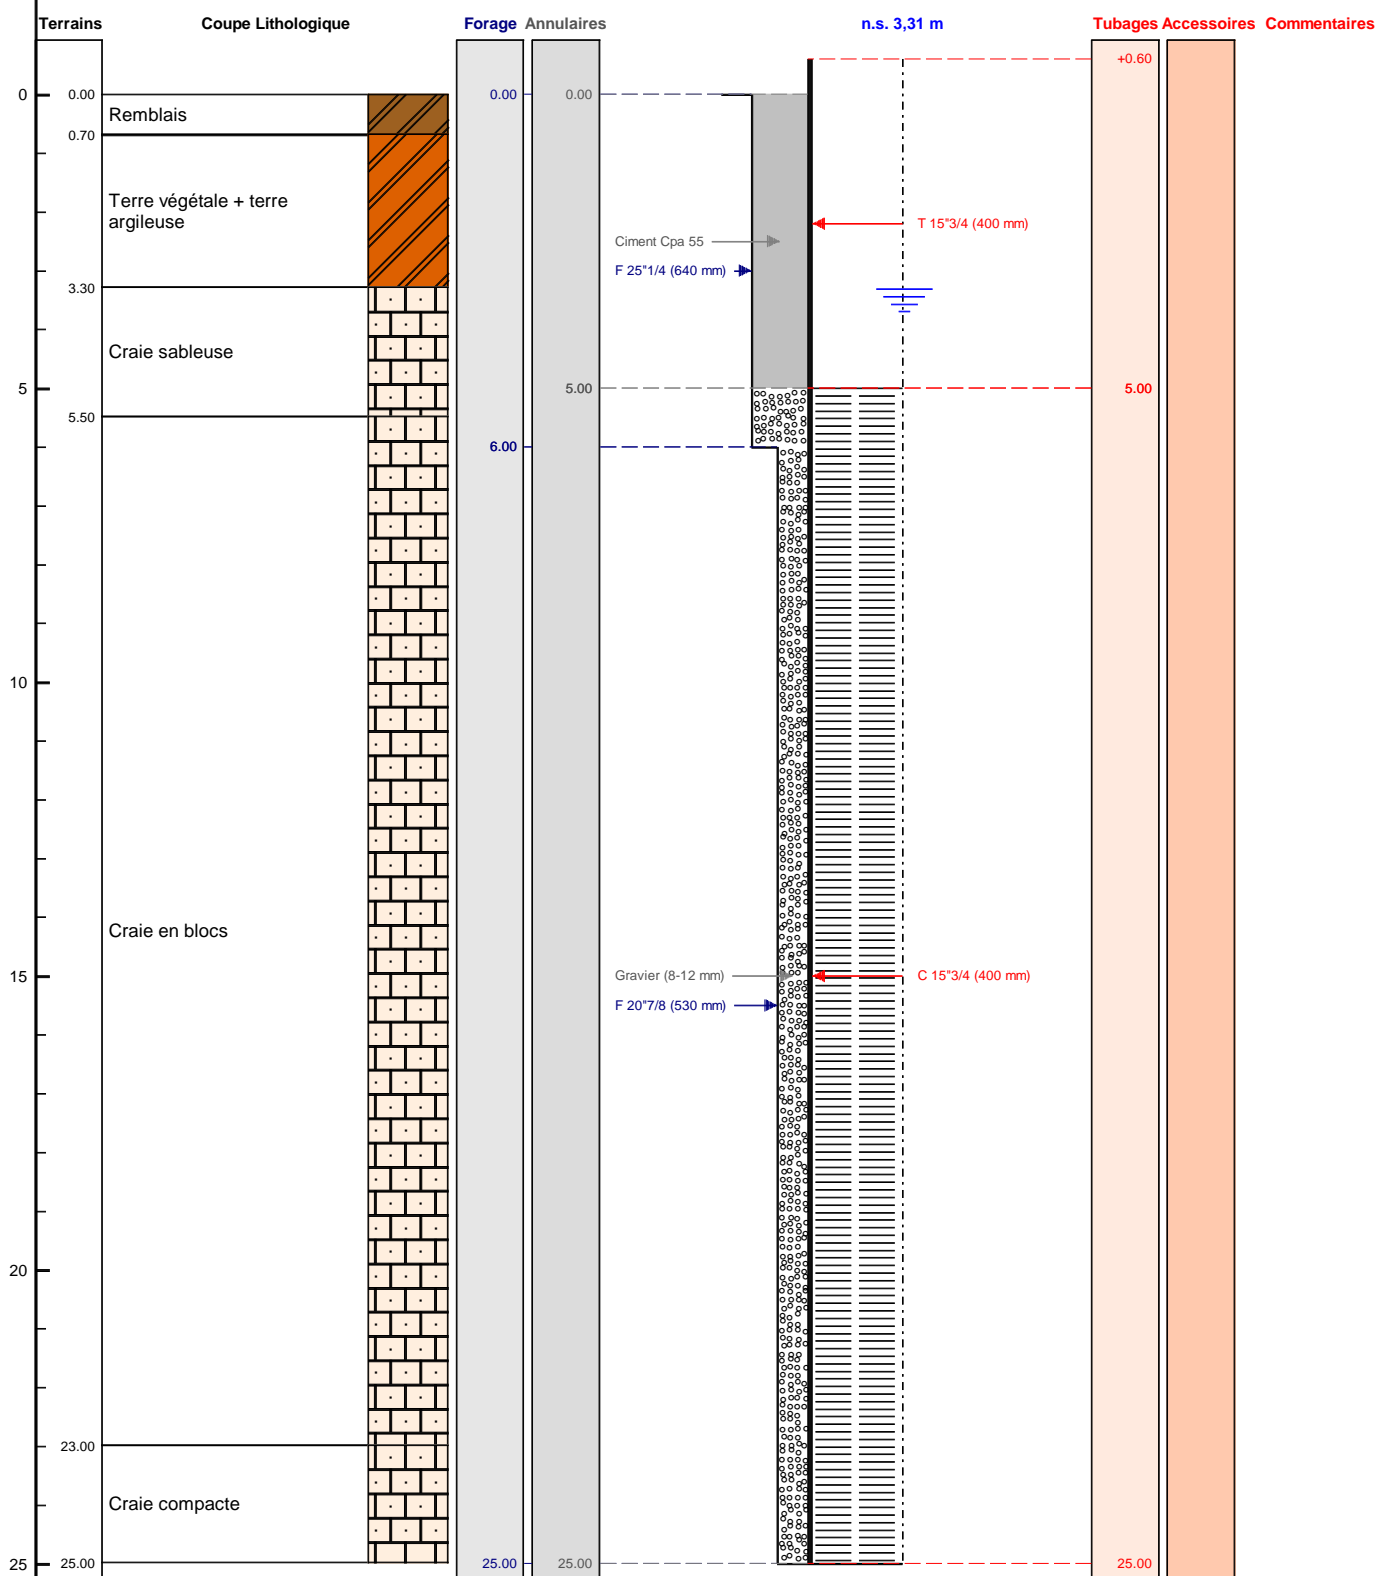 Terrains Coupe Lithologique Forage Annulaires n.s. 3,31 m Tubages Accessoires Commentaires
+0.60
0 0.00 0.00 0.00
Remblais
0.70
Terre végétale + terre
argileuse
T 15"3/4 (400 mm)
Ciment Cpa 55
F 25"1/4 (640 mm)
3.30
Craie sableuse
5 5.00 5.00
5.50
6.00
10
Craie en blocs
15 Gravier (8-12 mm) C 15"3/4 (400 mm)
F 20"7/8 (530 mm)
20
23.00
Craie compacte
25 25.00 25.00 25.00 25.00